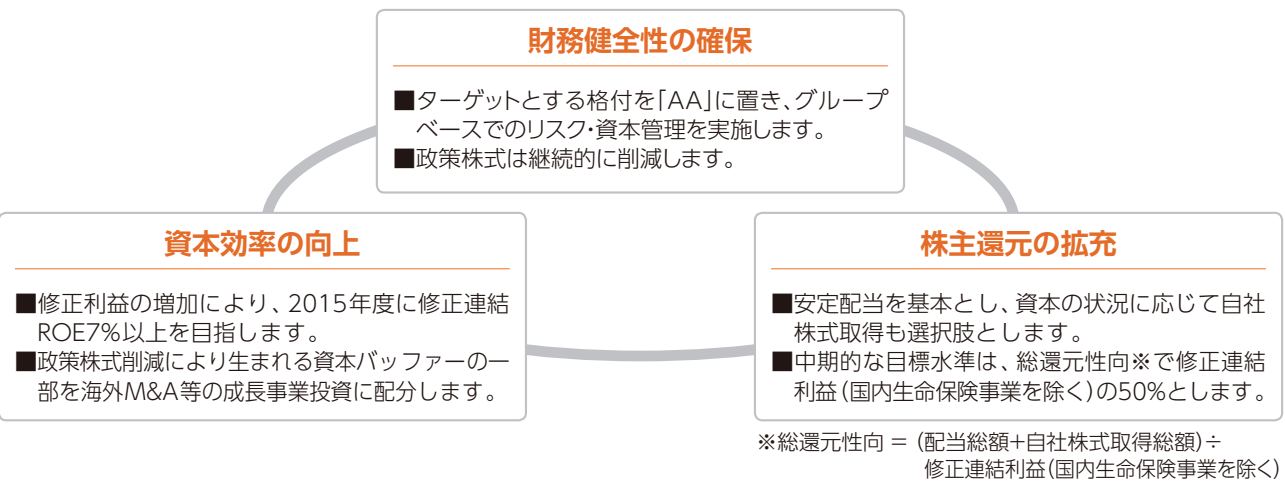 財務健全性の確保
■ターゲットとする格付を「AA」に置き、グループ
ベースでのリスク・資本管理を実施します。
■政策株式は継続的に削減します。
資本効率の向上
■修正利益の増加により、2015年度に修正連結
ROE7%以上を目指します。
■政策株式削減により生まれる資本バッファーの一
部を海外M&A等の成長事業投資に配分します。
株主還元の拡充
■安定配当を基本とし、資本の状況に応じて自社
株式取得も選択肢とします。
■中期的な目標水準は、総還元性向※で修正連結
利益(国内生命保険事業を除く)の50%とします。
※総還元性向 = (配当総額+自社株式取得総額)÷
修正連結利益(国内生命保険事業を除く)